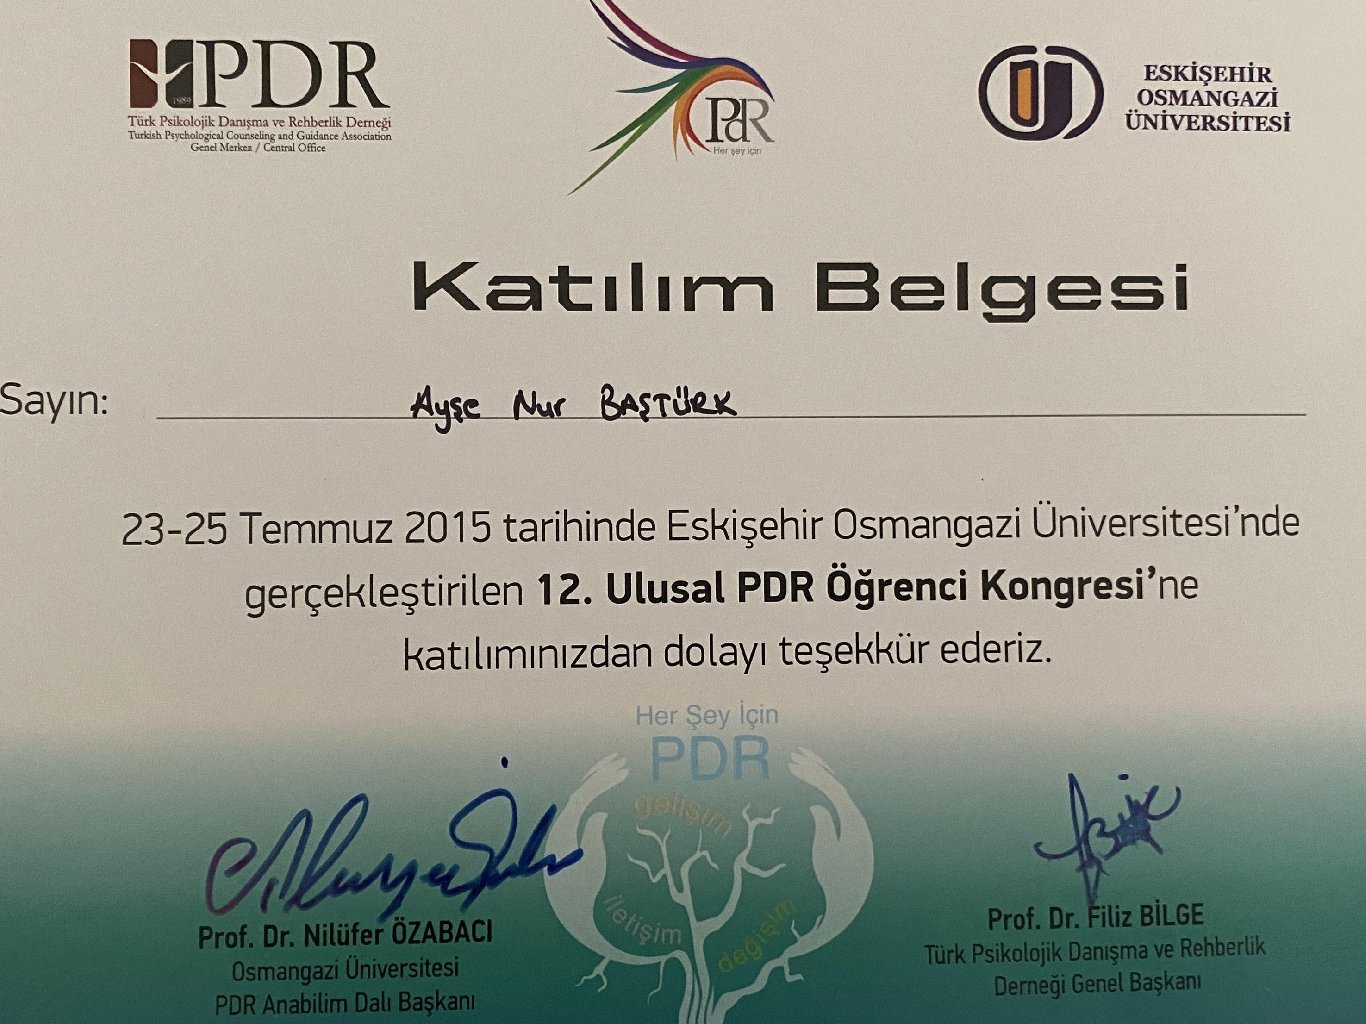 PDR
1989
Türk Psikolojik Danışma ve Rehberlik Derneği
Turkish Psychological Counseling and Guidance Association
Genel Merkez / Central Office
PdR
Her şey için
ESKİŞEHİR
OSMANGAZİ
ÜNİVERSİTESİ
Katılım Belgesi
Sayın: Ayşe Nur BAŞTÜRK
23-25 Temmuz 2015 tarihinde Eskişehir Osmangazi Üniversitesi'nde
gerçekleştirilen 12. Ulusal PDR Öğrenci Kongresi'ne
katılımınızdan dolayı teşekkür ederiz.
Her Şey İçin
PDR
gelişim
iletişim
değişim
Prof. Dr. Nilüfer ÖZABACI
Osmangazi Üniversitesi
PDR Anabilim Dalı Başkanı
Prof. Dr. Filiz BİLGE
Türk Psikolojik Danışma ve Rehberlik
Derneği Genel Başkanı